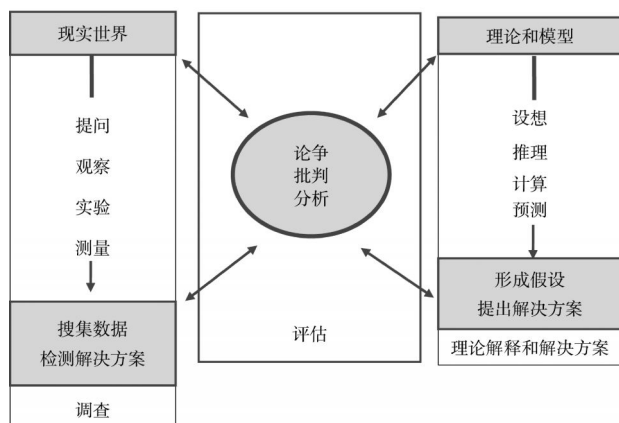 现实世界
提问
观察
实验
测量
搜集数据
检测解决方案
调查
论争
批判
分析
评估
理论和模型
设想
推理
计算
预测
形成假设
提出解决方案
理论解释和解决方案